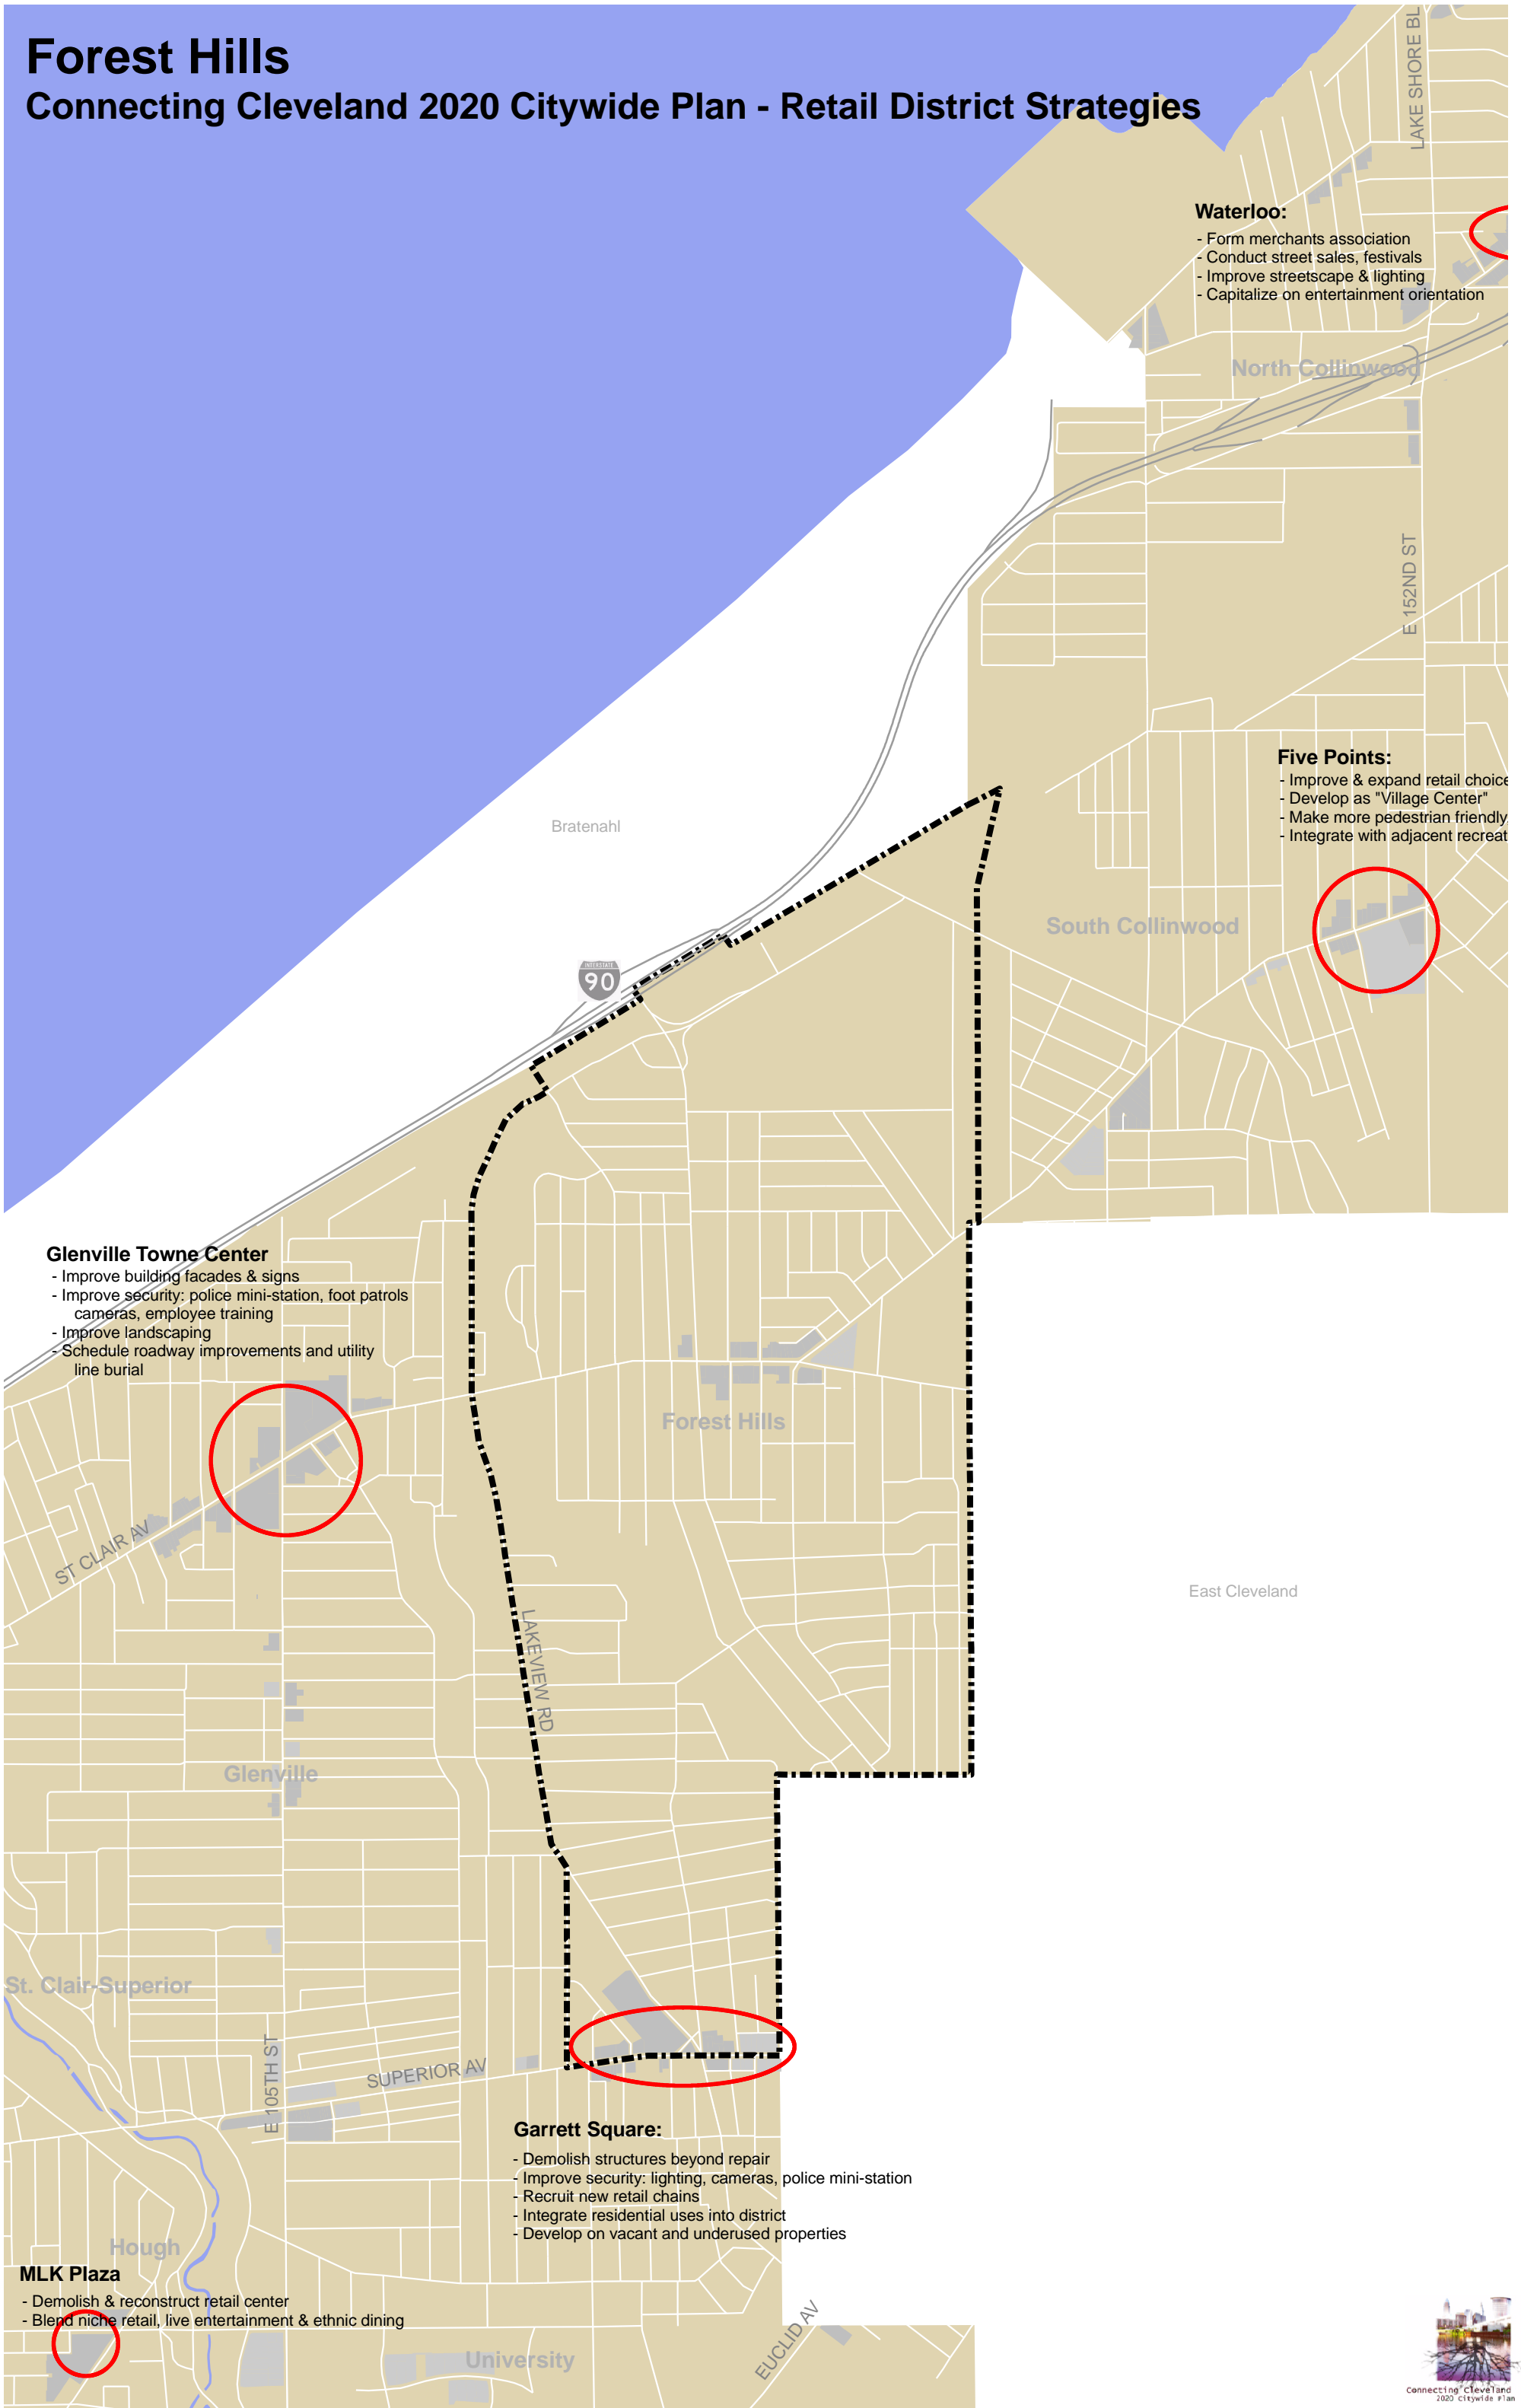 Forest Hills
Connecting Cleveland 2020 Citywide Plan - Retail District Strategies
LAKE SHORE BL
Waterloo:
- Form merchants association
- Conduct street sales, festivals
- Improve streetscape & lighting
- Capitalize on entertainment orientation
North Collinwood
E 152ND ST
Five Points:
- Improve & expand retail choice
- Develop as "Village Center"
- Make more pedestrian friendly,
- Integrate with adjacent recreat
Bratenahl
South Collinwood
INTERSTATE
90
Glenville Towne Center
- Improve building facades & signs
- Improve security: police mini-station, foot patrols
cameras, employee training
- Improve landscaping
- Schedule roadway improvements and utility
line burial
Forest Hills
ST CLAIR AV
East Cleveland
LAKEVIEW RD
Glenville
St. Clair-Superior
E 105TH ST
SUPERIOR AV
Garrett Square:
- Demolish structures beyond repair
- Improve security: lighting, cameras, police mini-station
- Recruit new retail chains
- Integrate residential uses into district
- Develop on vacant and underused properties
Hough
MLK Plaza
- Demolish & reconstruct retail center
- Blend niche retail, live entertainment & ethnic dining
University
EUCLID AV
Connecting Cleveland
2020 Citywide Plan